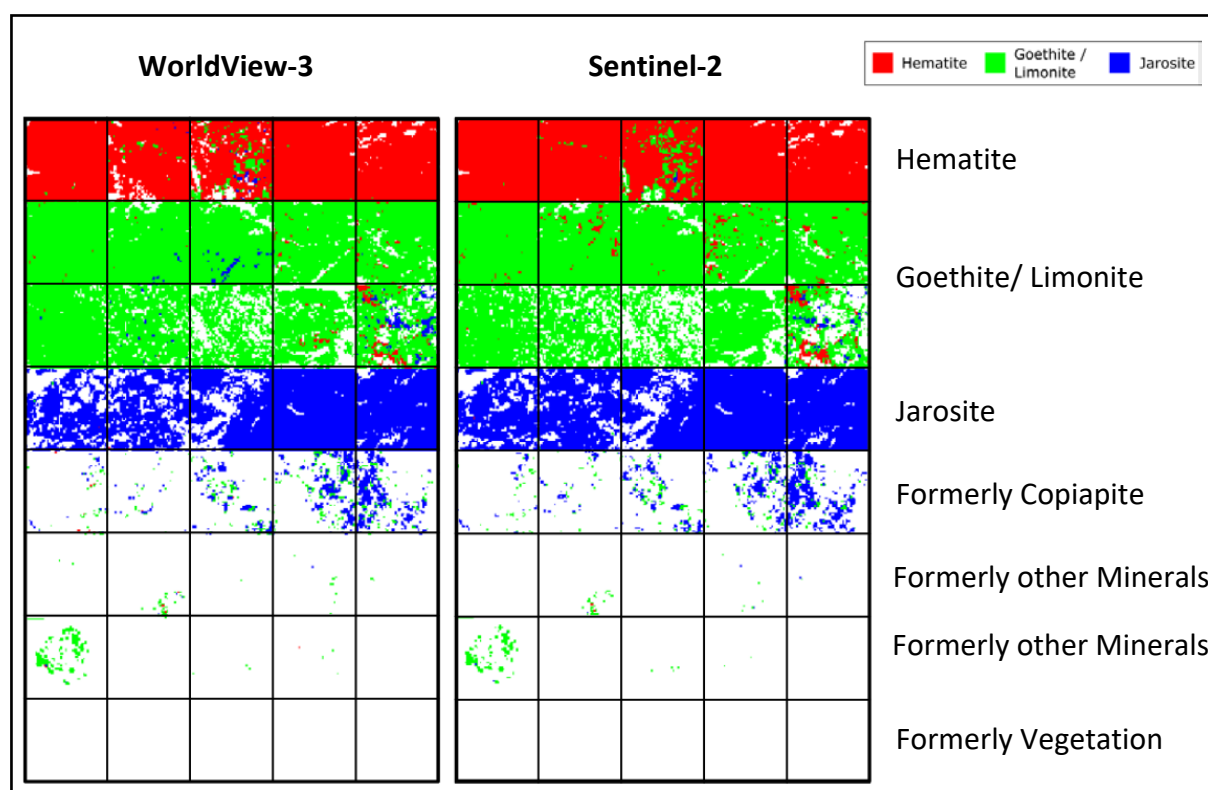 WorldView-3
Sentinel-2
Hematite
Goethite /
Limonite
Jarosite
Hematite
Goethite/ Limonite
Jarosite
Formerly Copiapite
Formerly other Minerals
Formerly other Minerals
Formerly Vegetation